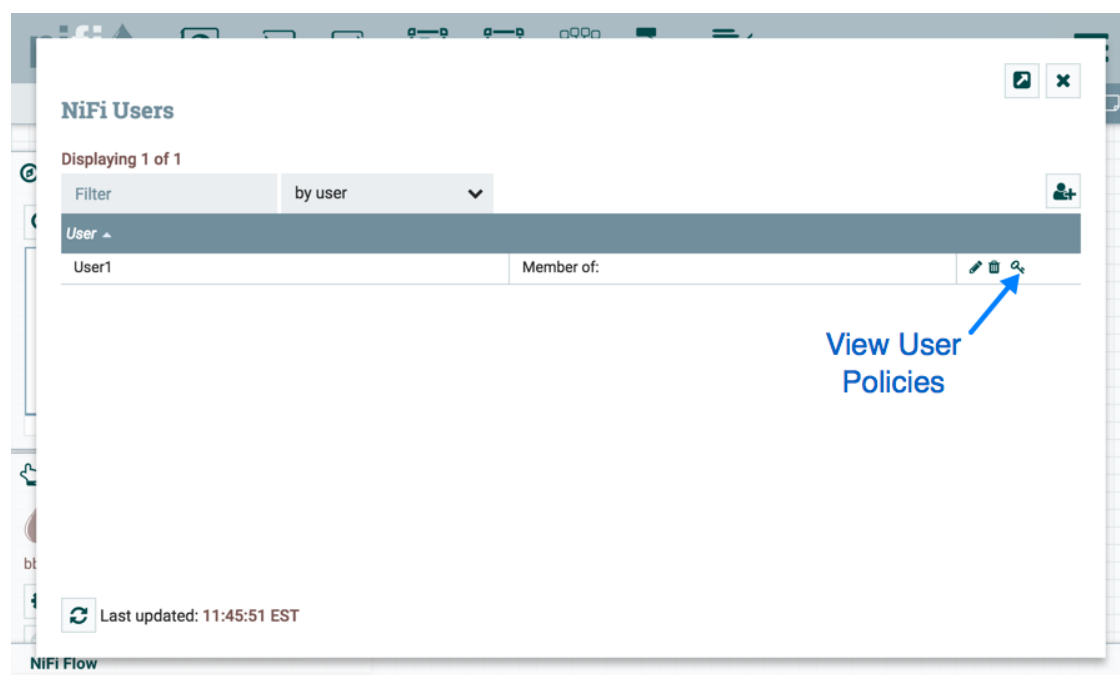 NiFi Users
Displaying 1 of 1
Filter by user
User
User1 Member of:
View User
Policies
Last updated: 11:45:51 EST
NiFi Flow